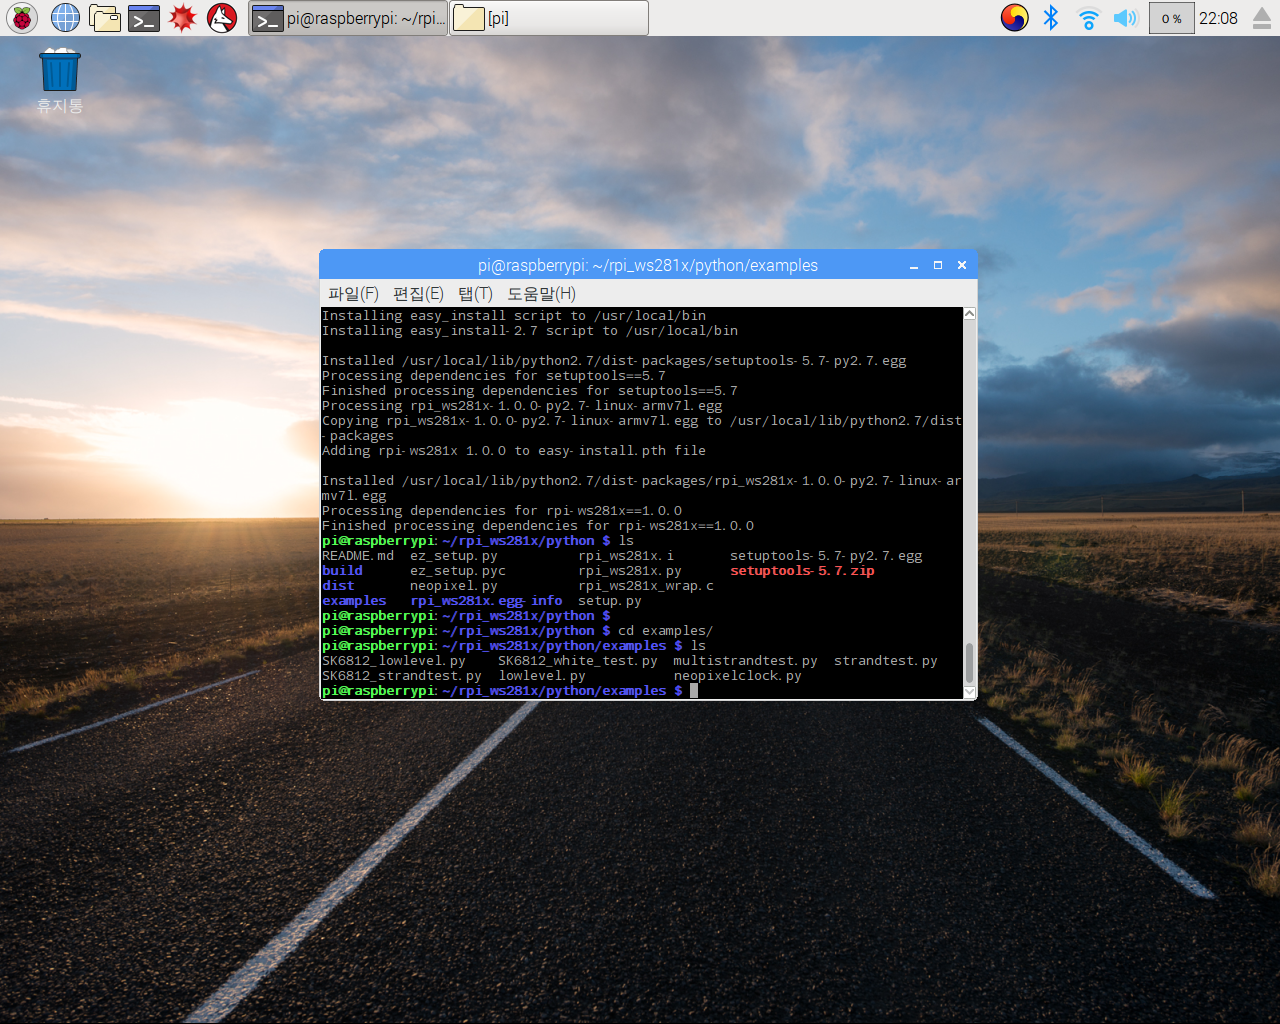 pi@raspberrypi: ~/rpi...
[pi]
0 %
22:08
휴지통
pi@raspberrypi: ~/rpi_ws281x/python/examples
파일(F) 편집(E) 탭(T) 도움말(H)
Installing easy_install script to /usr/local/bin
Installing easy_install-2.7 script to /usr/local/bin
Installed /usr/local/lib/python2.7/dist-packages/setuptools-5.7-py2.7.egg
Processing dependencies for setuptools==5.7
Finished processing dependencies for setuptools==5.7
Processing rpi_ws281x-1.0.0-py2.7-linux-armv7l.egg
Copying rpi_ws281x-1.0.0-py2.7-linux-armv7l.egg to /usr/local/lib/python2.7/dist
-packages
Adding rpi-ws281x 1.0.0 to easy-install.pth file
Installed /usr/local/lib/python2.7/dist-packages/rpi_ws281x-1.0.0-py2.7-linux-ar
mv7l.egg
Processing dependencies for rpi-ws281x==1.0.0
Finished processing dependencies for rpi-ws281x==1.0.0
pi@raspberrypi:~/rpi_ws281x/python $ ls
README.md ez_setup.py rpi_ws281x.i setuptools-5.7-py2.7.egg
build ez_setup.pyc rpi_ws281x.py setuptools-5.7.zip
dist neopixel.py rpi_ws281x_wrap.c
examples rpi_ws281x.egg-info setup.py
pi@raspberrypi:~/rpi_ws281x/python $
pi@raspberrypi:~/rpi_ws281x/python $ cd examples/
pi@raspberrypi:~/rpi_ws281x/python/examples $ ls
SK6812_lowlevel.py SK6812_white_test.py multistrandtest.py strandtest.py
SK6812_strandtest.py lowlevel.py neopixelclock.py
pi@raspberrypi:~/rpi_ws281x/python/examples $